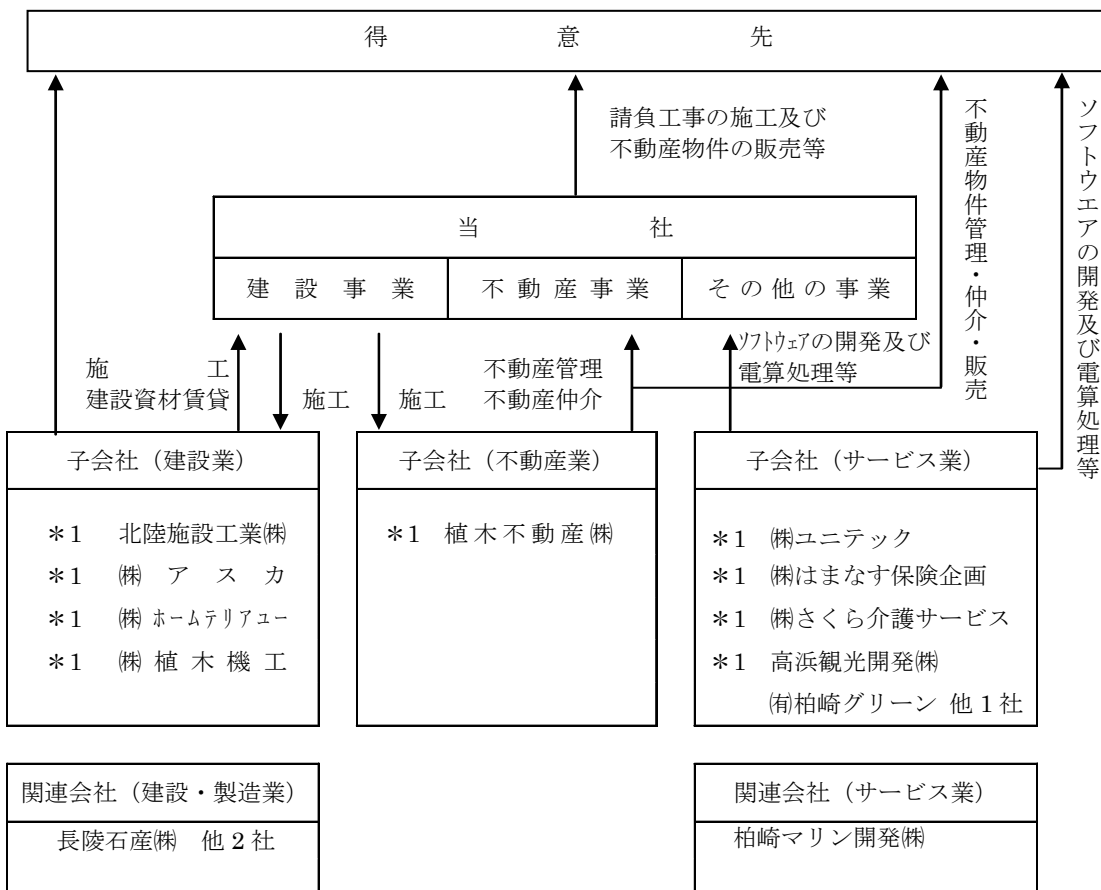 得意先
請負工事の施工及び
不動産物件の販売等
不動産物件管理・仲介・販売
ソフトウエアの開発及び電算処理等
当社
建設事業
不動産事業
その他の事業
施工
建設資材賃貸
施工
施工
不動産管理
不動産仲介
ｿﾌﾄｳｪｱの開発及び
電算処理等
子会社（建設業）
＊1 北陸施設工業㈱
＊1 ㈱アスカ
＊1 ㈱ﾎｰﾑﾃﾘｱﾕｰ
＊1 ㈱植木機工
子会社（不動産業）
＊1 植木不動産㈱
子会社（サービス業）
＊1 ㈱ユニテック
＊1 ㈱はまなす保険企画
＊1 ㈱さくら介護サービス
＊1 高浜観光開発㈱
㈲柏崎グリーン 他1社
関連会社（建設・製造業）
長陵石産㈱ 他2社
関連会社（サービス業）
柏崎マリン開発㈱